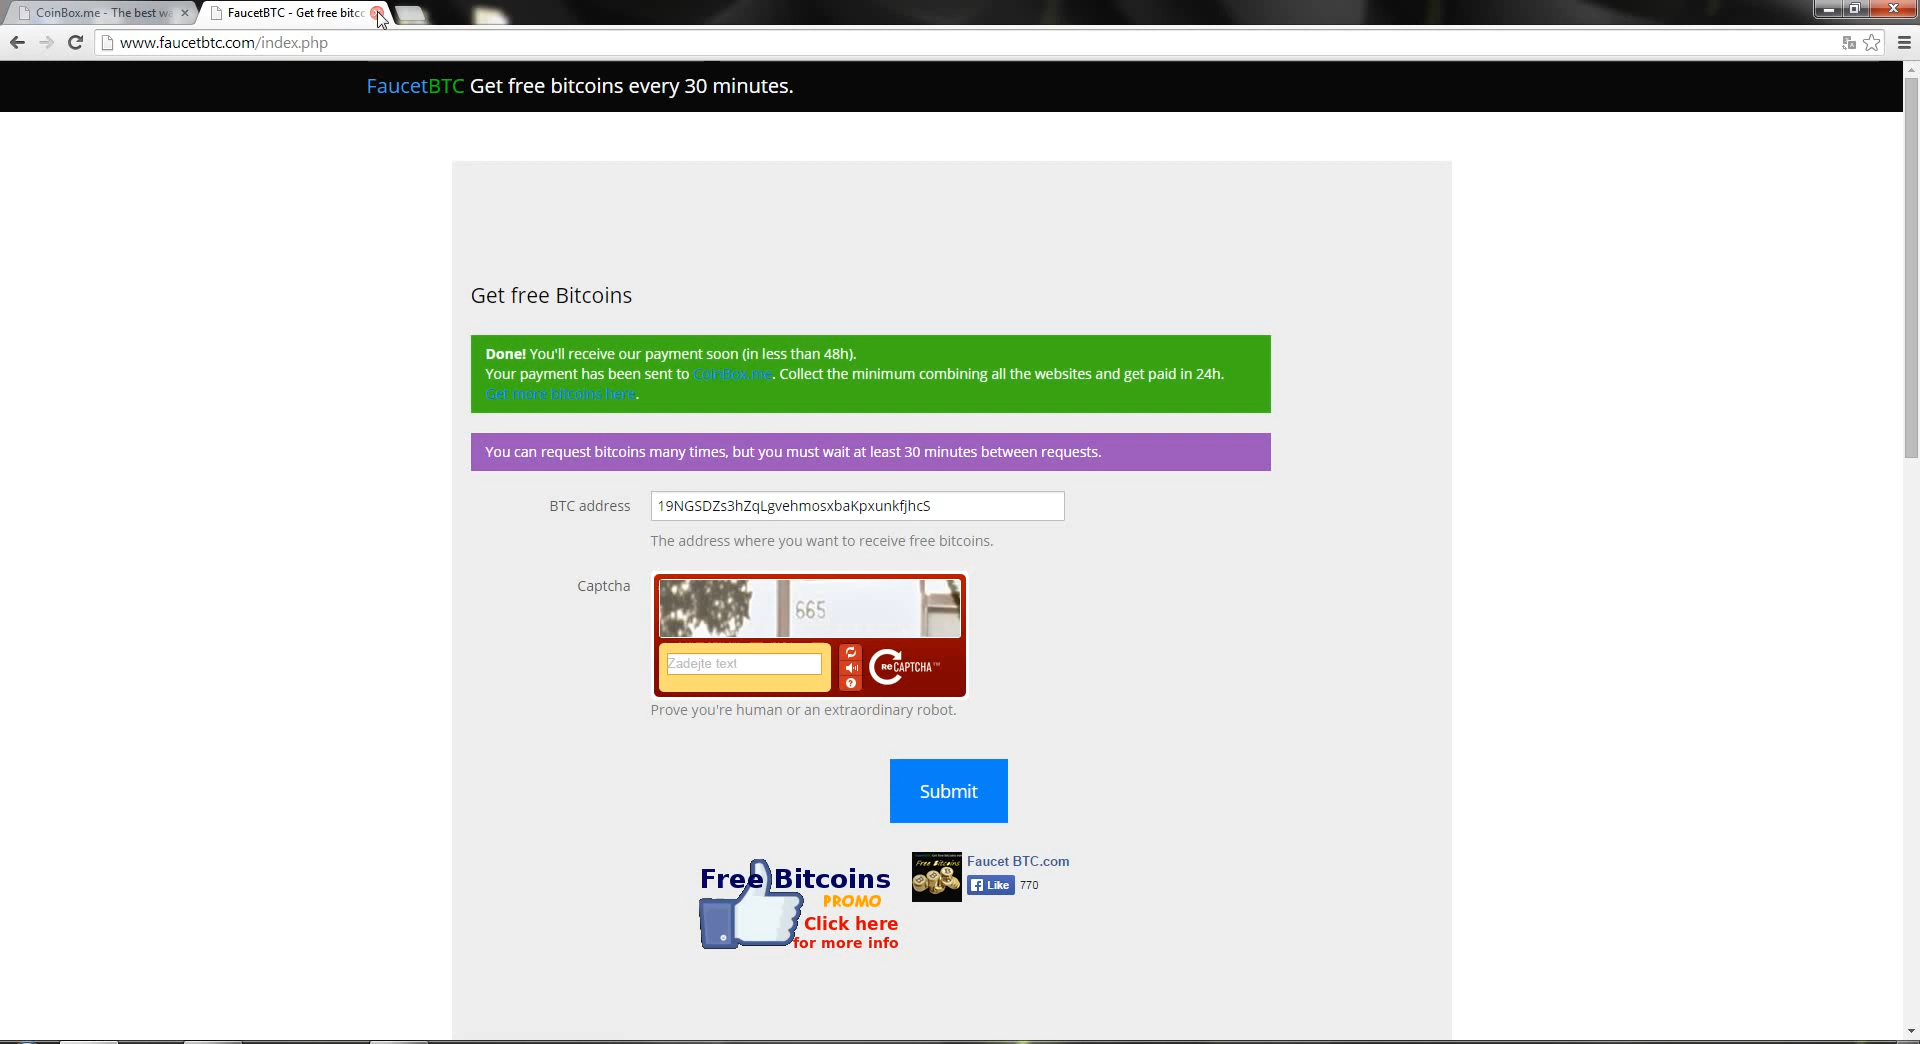 CoinBox.me - The best wa
FaucetBTC - Get free bitcc
www.faucetbtc.com/index.php
FaucetBTC Get free bitcoins every 30 minutes.
Get free Bitcoins
Done! You'll receive our payment soon (in less than 48h).
Your payment has been sent to CoinBox.me. Collect the minimum combining all the websites and get paid in 24h.
Get more bitcoins here.
You can request bitcoins many times, but you must wait at least 30 minutes between requests.
BTC address
19NGSDZs3hZqLgvehmosxbaKpxunkfjhcS
The address where you want to receive free bitcoins.
Captcha
665
Zadejte text
reCAPTCHA™
Prove you're human or an extraordinary robot.
Submit
Free Bitcoins
PROMO
Click here
for more info
Free Bitcoins
Faucet BTC.com
Like 770